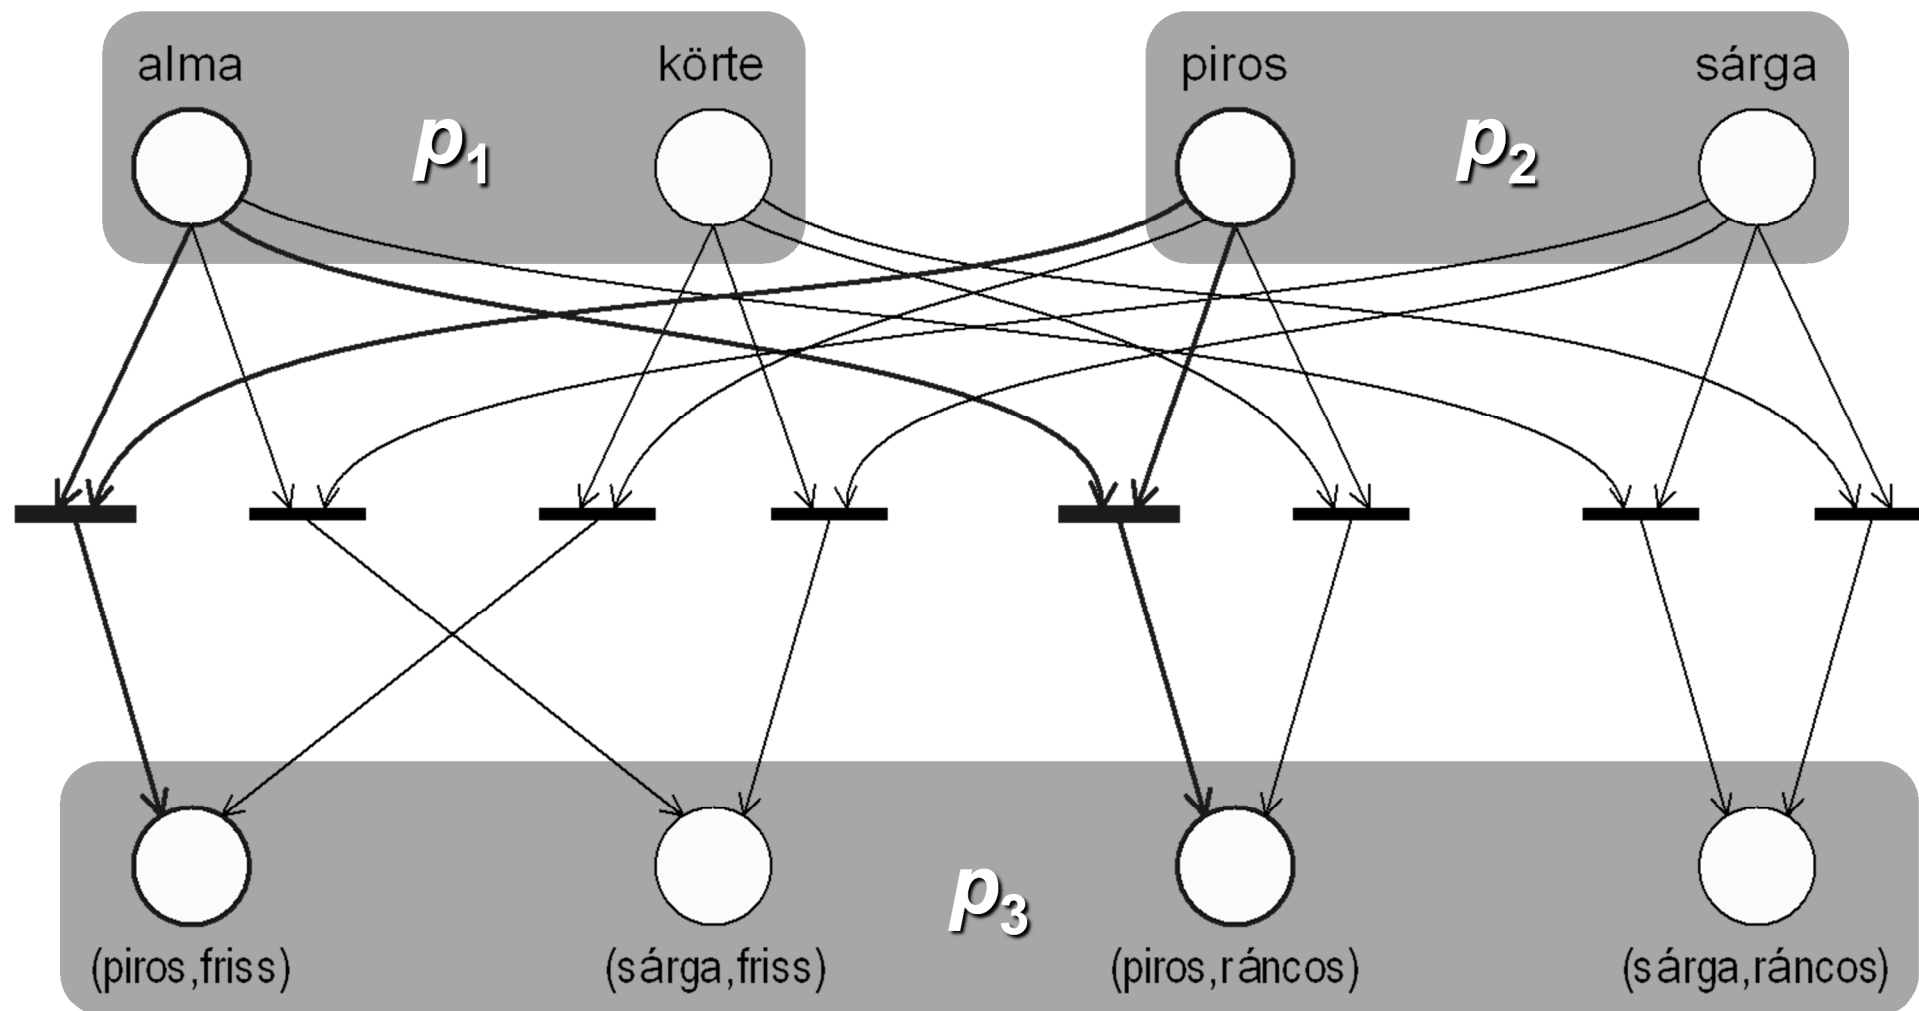 alma
körte
piros
sárga
p1
p2
p3
(piros,friss)
(sárga,friss)
(piros,ráncos)
(sárga,ráncos)